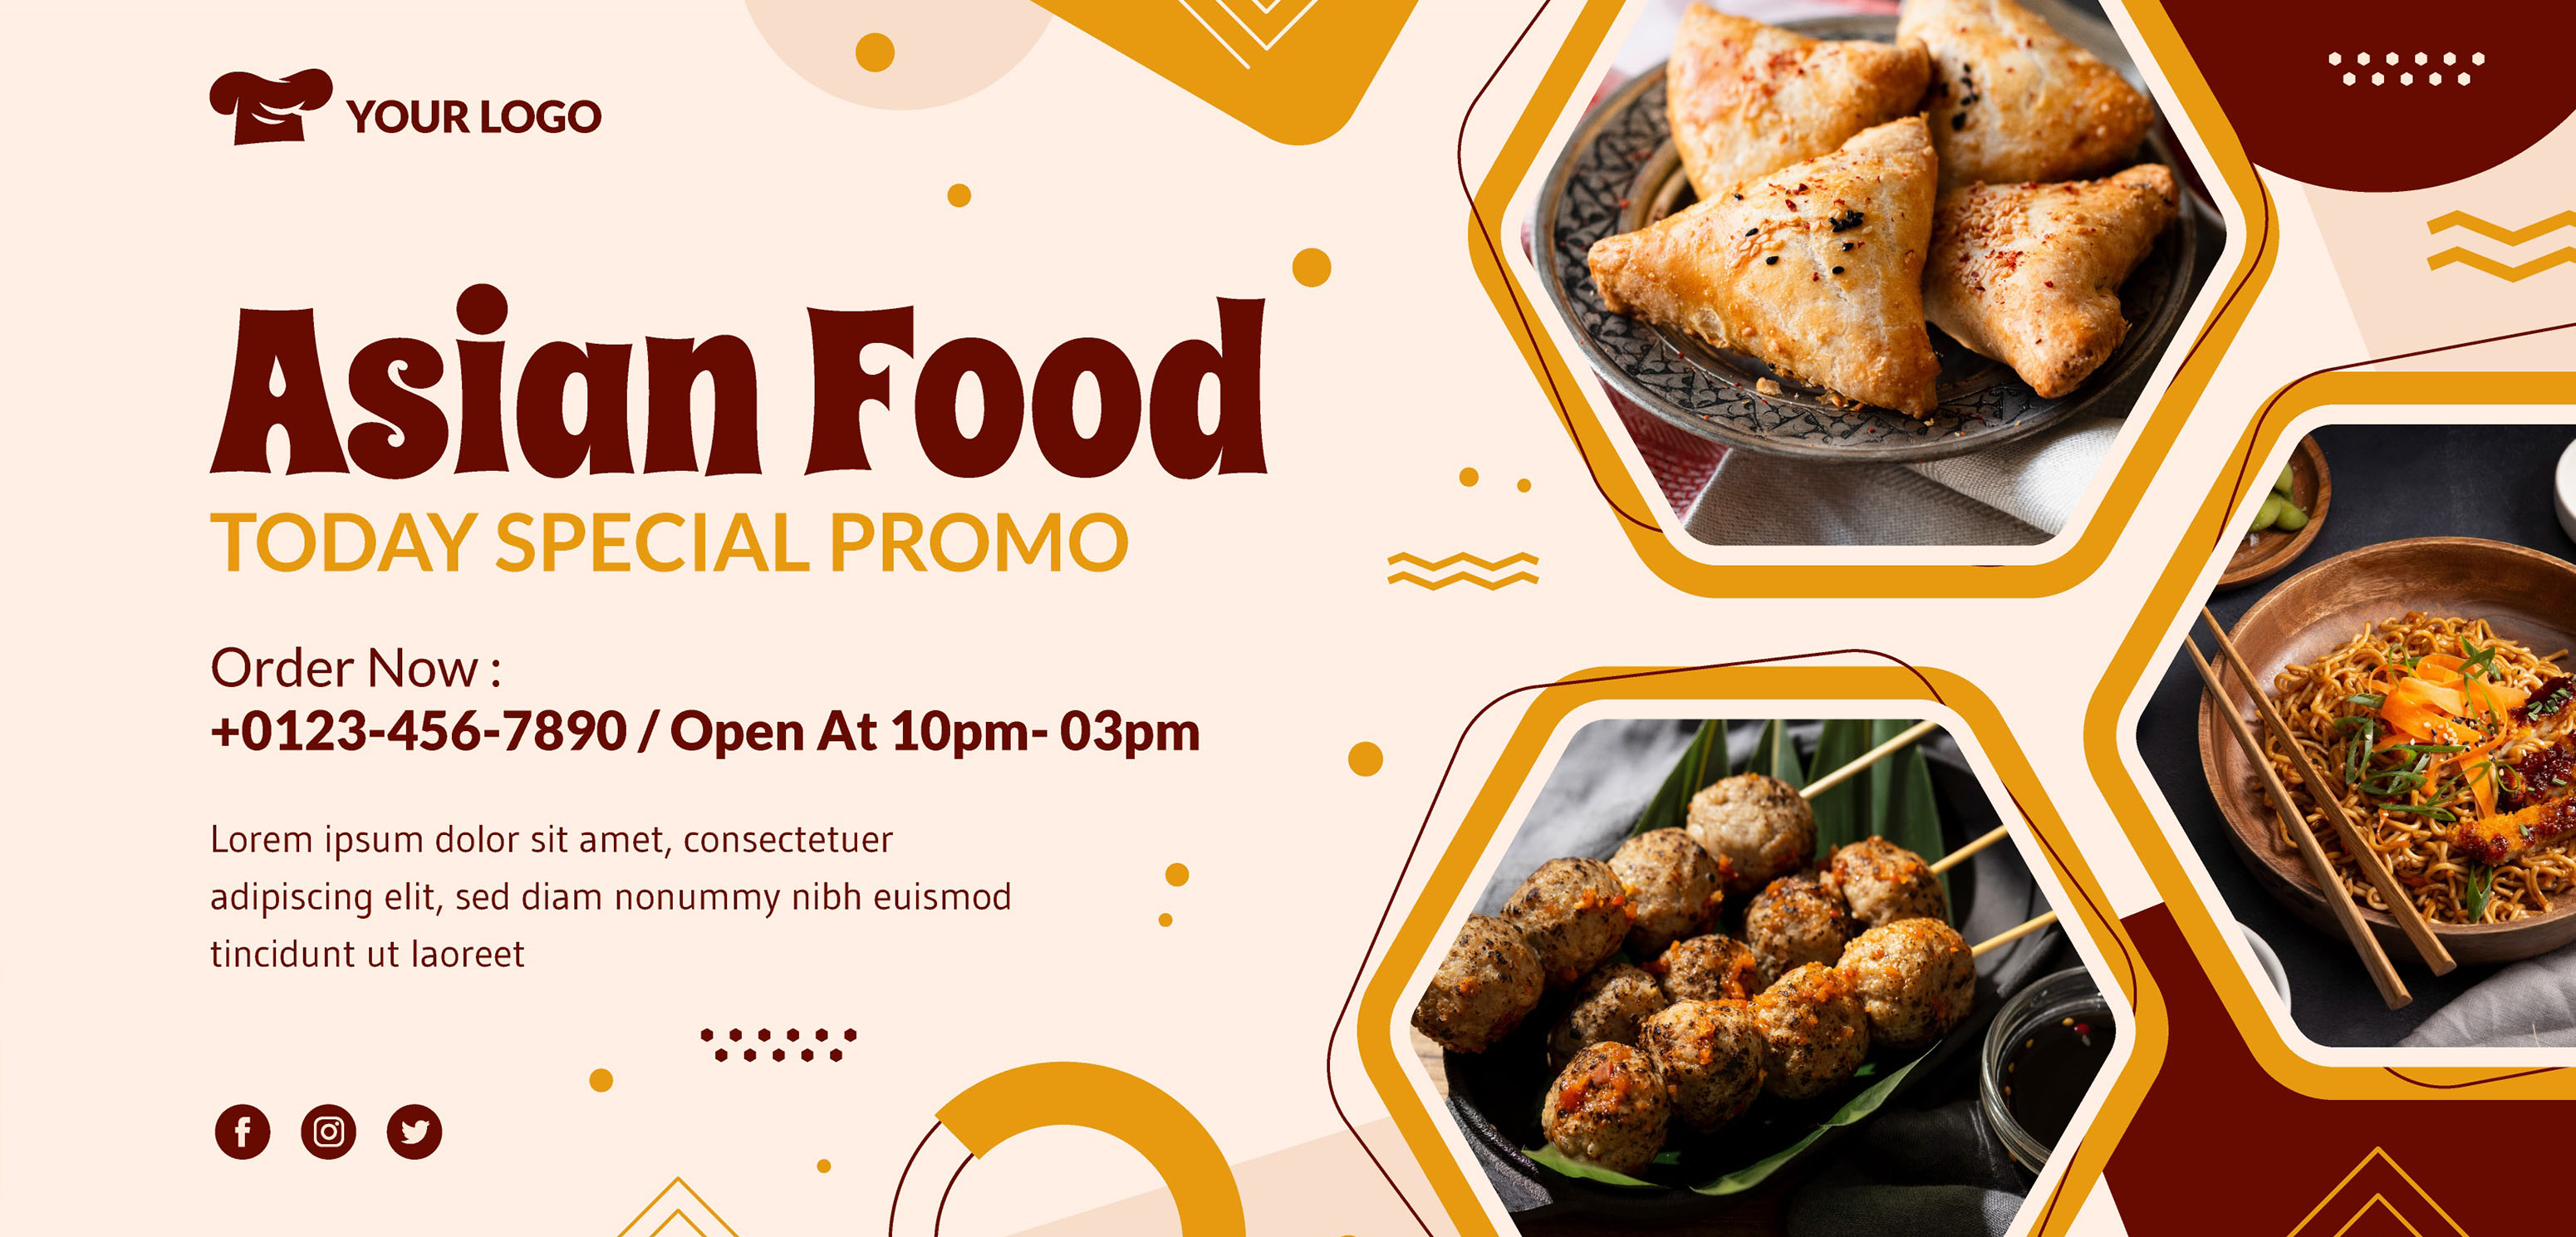 YOUR LOGO
Asian Food
TODAY SPECIAL PROMO
Order Now :
+0123-456-7890 / Open At 10pm- 03pm
Lorem ipsum dolor sit amet, consectetuer
adipiscing elit, sed diam nonummy nibh euismod
tincidunt ut laoreet